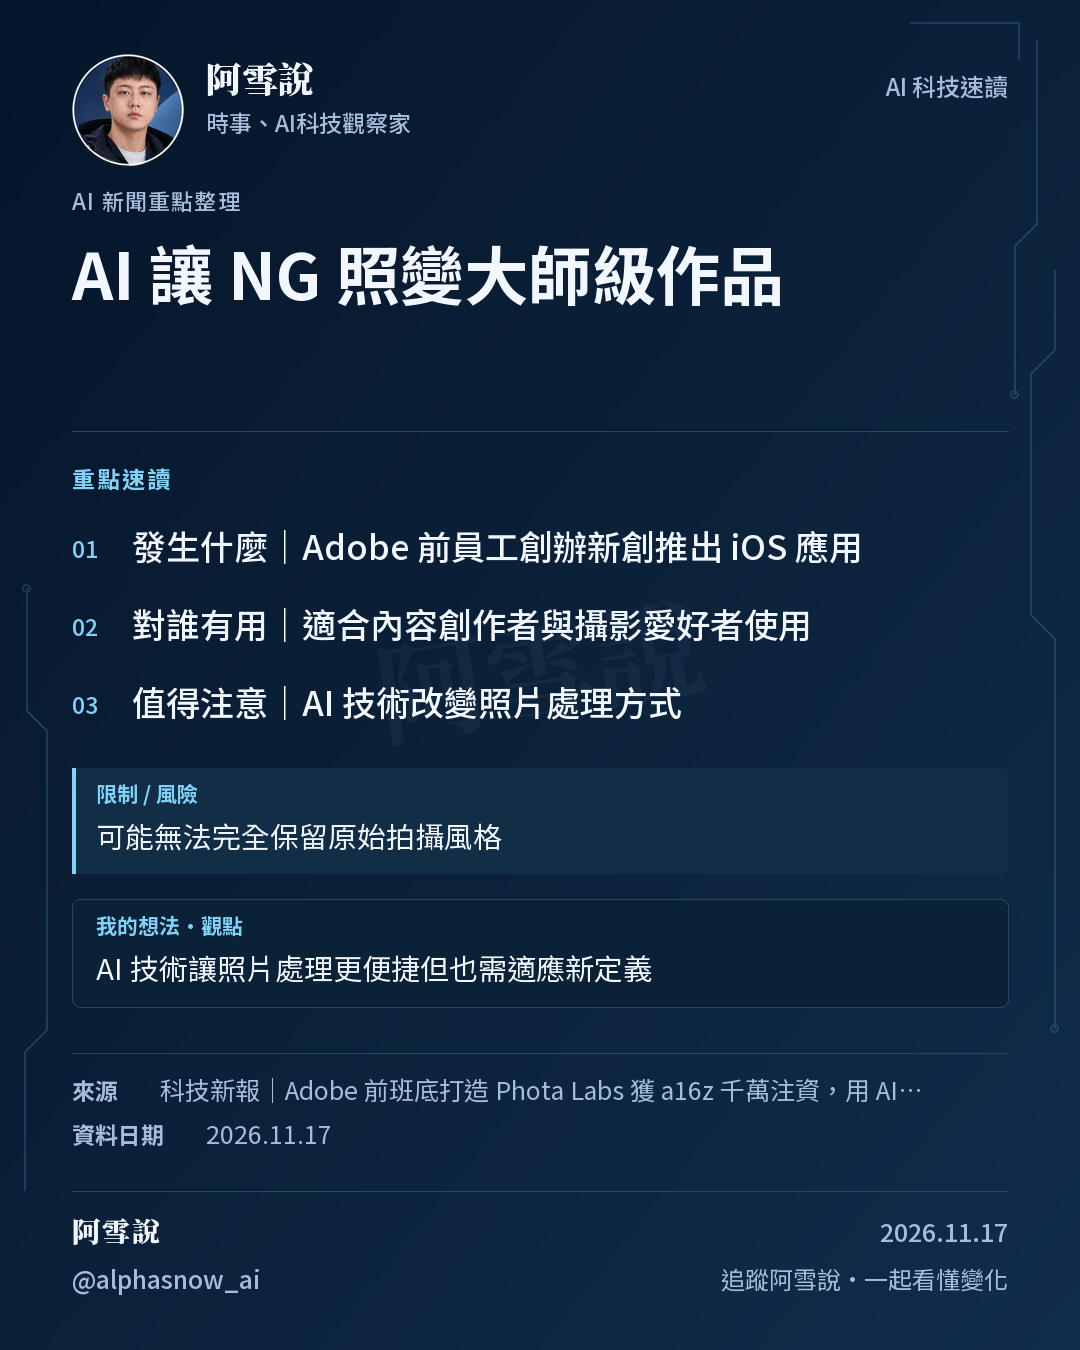 阿雪說
時事、AI科技觀察家
AI 科技速讀
AI 新聞重點整理
AI 讓 NG 照變大師級作品
重點速讀
01 發生什麼｜Adobe 前員工創辦新創推出 iOS 應用
02 對誰有用｜適合內容創作者與攝影愛好者使用
03 值得注意｜AI 技術改變照片處理方式
阿雪說
限制 / 風險
可能無法完全保留原始拍攝風格
我的想法・觀點
AI 技術讓照片處理更便捷但也需適應新定義
來源 科技新報｜Adobe 前班底打造 Phota Labs 獲 a16z 千萬注資，用 AI⋯
資料日期 2026.11.17
阿雪說
2026.11.17
@alphasnow_ai
追蹤阿雪說・一起看懂變化